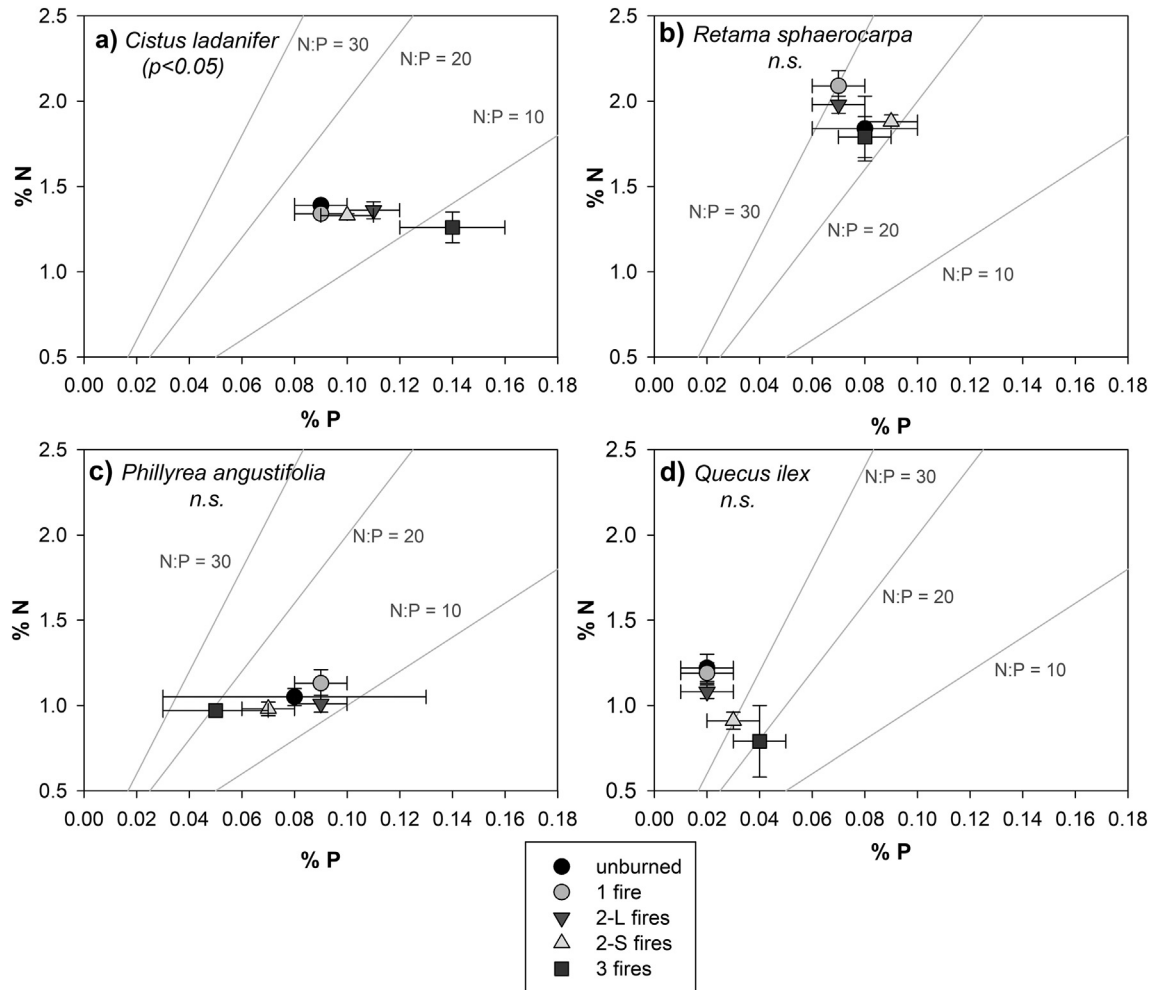 a) Cistus ladanifer
(p<0.05)
N:P = 30
N:P = 20
N:P = 10
2.5
2.0
1.5
1.0
0.5
% N
0.00 0.02 0.04 0.06 0.08 0.10 0.12 0.14 0.16 0.18
% P
b) Retama sphaerocarpa
n.s.
N:P = 30
N:P = 20
N:P = 10
2.5
2.0
1.5
1.0
0.5
% N
0.00 0.02 0.04 0.06 0.08 0.10 0.12 0.14 0.16 0.18
% P
c) Phillyrea angustifolia
n.s.
N:P = 30
N:P = 20
N:P = 10
2.5
2.0
1.5
1.0
0.5
% N
0.00 0.02 0.04 0.06 0.08 0.10 0.12 0.14 0.16 0.18
% P
d) Quecus ilex
n.s.
N:P = 30
N:P = 20
N:P = 10
2.5
2.0
1.5
1.0
0.5
% N
0.00 0.02 0.04 0.06 0.08 0.10 0.12 0.14 0.16 0.18
% P
unburned
1 fire
2-L fires
2-S fires
3 fires